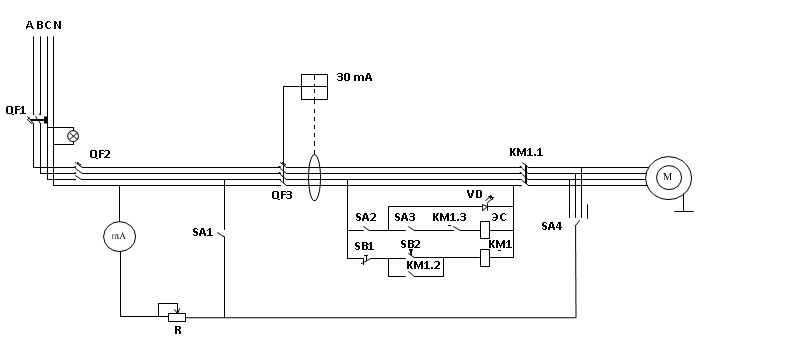 A B C N
30 mA
QF1
QF2
KM1.1
QF3
M
VD
SA2 SA3 KM1.3 ЭС
SA4
mA
SA1
SB1 SB2 KM1
KM1.2
R